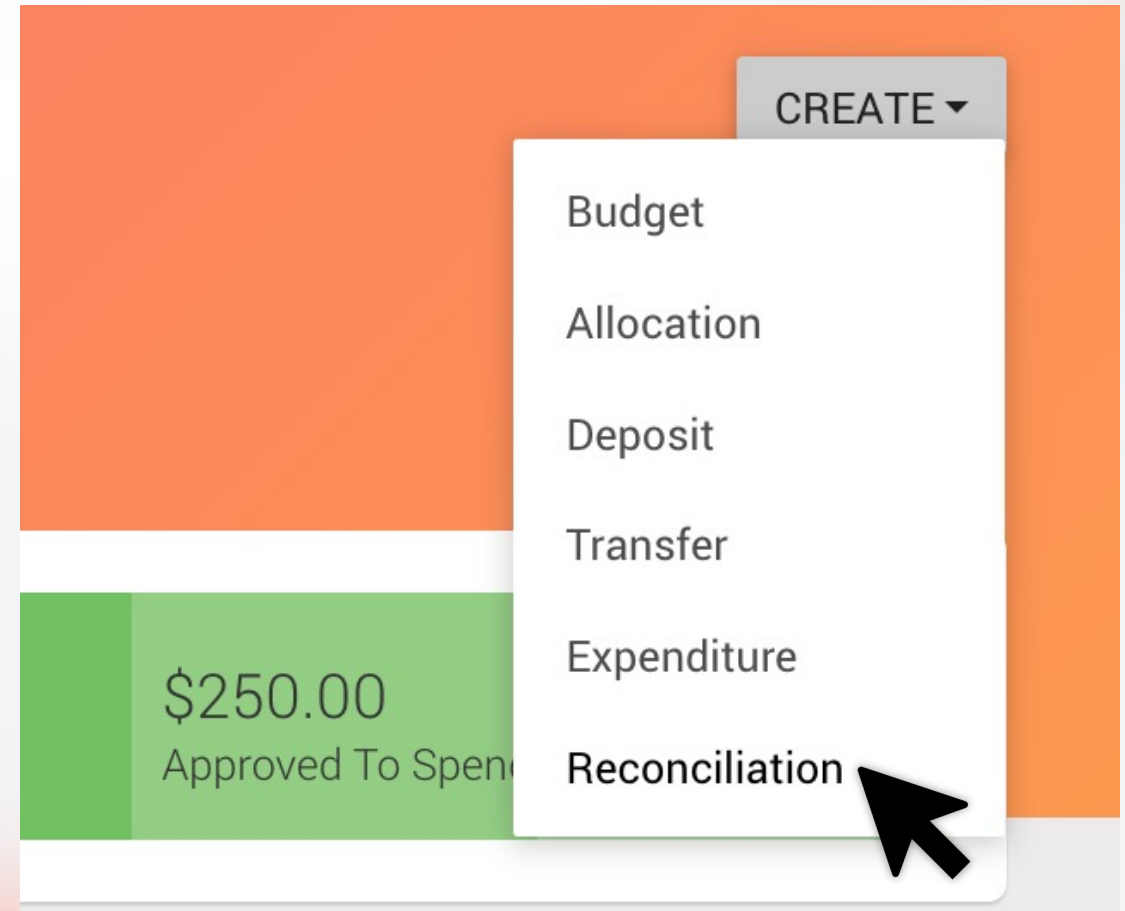 CREATE
Budget
Allocation
Deposit
Transfer
Expenditure
Reconciliation
$250.00
Approved To Spen